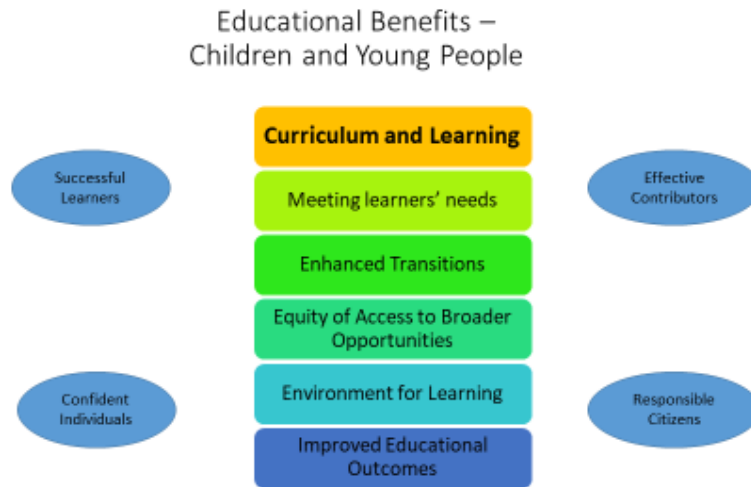 Educational Benefits –
Children and Young People
Curriculum and Learning
Successful
Learners
Effective
Contributors
Meeting learners’ needs
Enhanced Transitions
Equity of Access to Broader
Opportunities
Environment for Learning
Confident
Individuals
Responsible
Citizens
Improved Educational
Outcomes